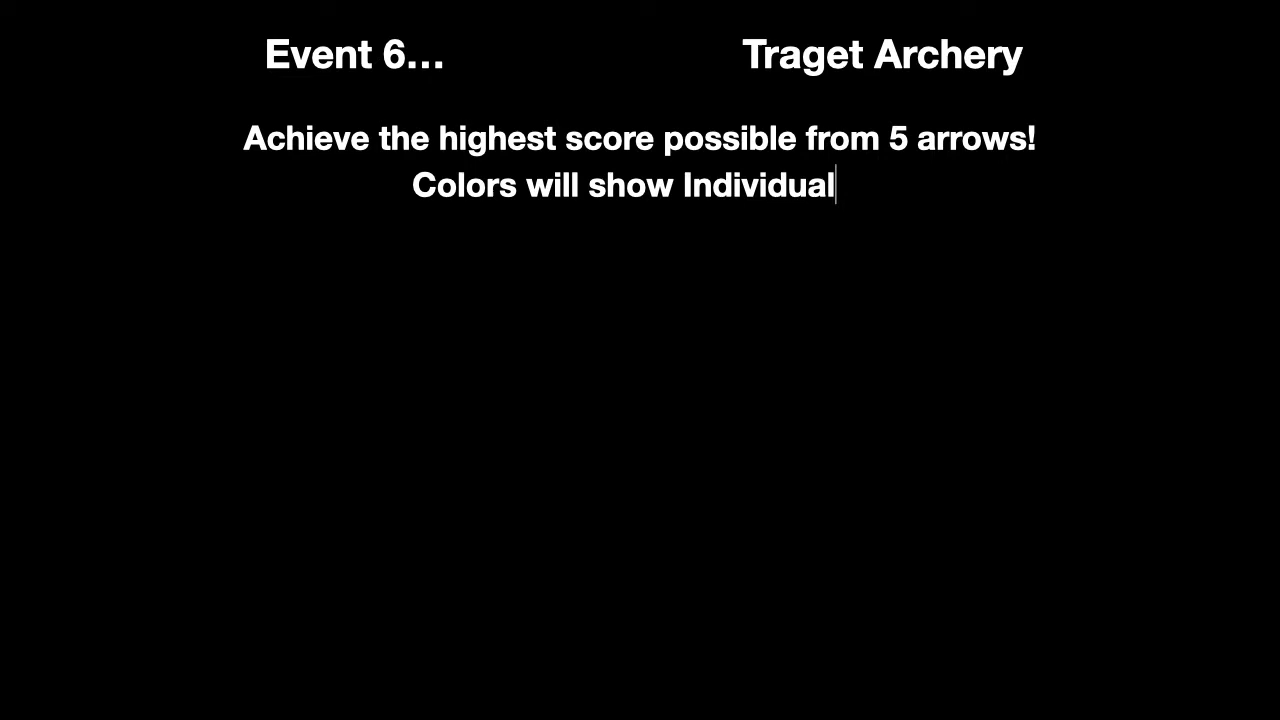 Event 6... Traget Archery
Achieve the highest score possible from 5 arrows!
Colors will show Individual